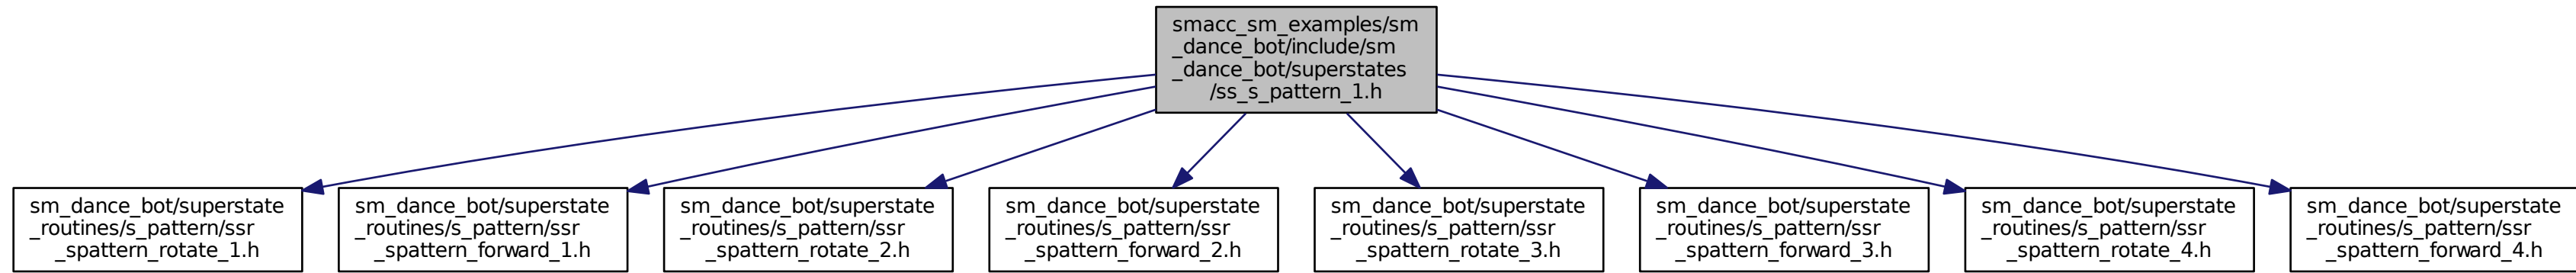 smacc_sm_examples/sm
_dance_bot/include/sm
_dance_bot/superstates
/ss_s_pattern_1.h
sm_dance_bot/superstate
_routines/s_pattern/ssr
_spattern_rotate_1.h
sm_dance_bot/superstate
_routines/s_pattern/ssr
_spattern_forward_1.h
sm_dance_bot/superstate
_routines/s_pattern/ssr
_spattern_rotate_2.h
sm_dance_bot/superstate
_routines/s_pattern/ssr
_spattern_forward_2.h
sm_dance_bot/superstate
_routines/s_pattern/ssr
_spattern_rotate_3.h
sm_dance_bot/superstate
_routines/s_pattern/ssr
_spattern_forward_3.h
sm_dance_bot/superstate
_routines/s_pattern/ssr
_spattern_rotate_4.h
sm_dance_bot/superstate
_routines/s_pattern/ssr
_spattern_forward_4.h